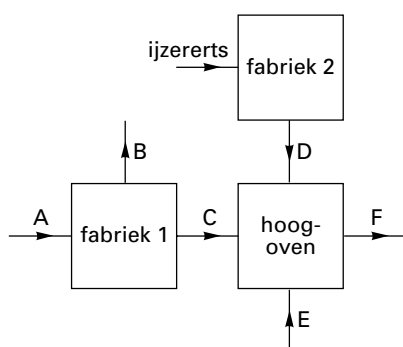 ijzererts
fabriek 2
B
D
A
fabriek 1
C
hoog-
oven
F
E